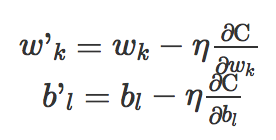 w'ₖ = wₖ − η ∂C/∂wₖ
b'ₗ = bₗ − η ∂C/∂bₗ